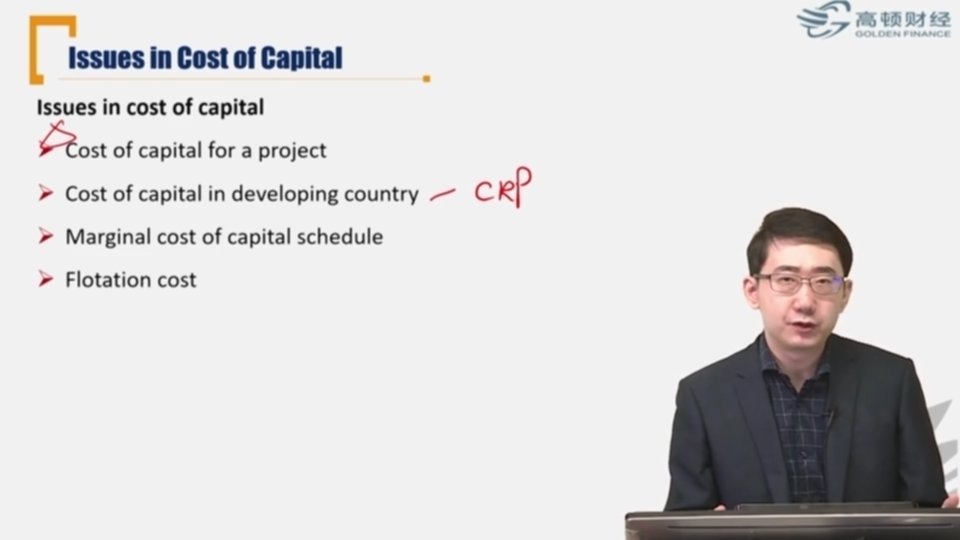 高顿财经
GOLDEN FINANCE
Issues in Cost of Capital
Issues in cost of capital
Cost of capital for a project
Cost of capital in developing country — CRP
Marginal cost of capital schedule
Flotation cost